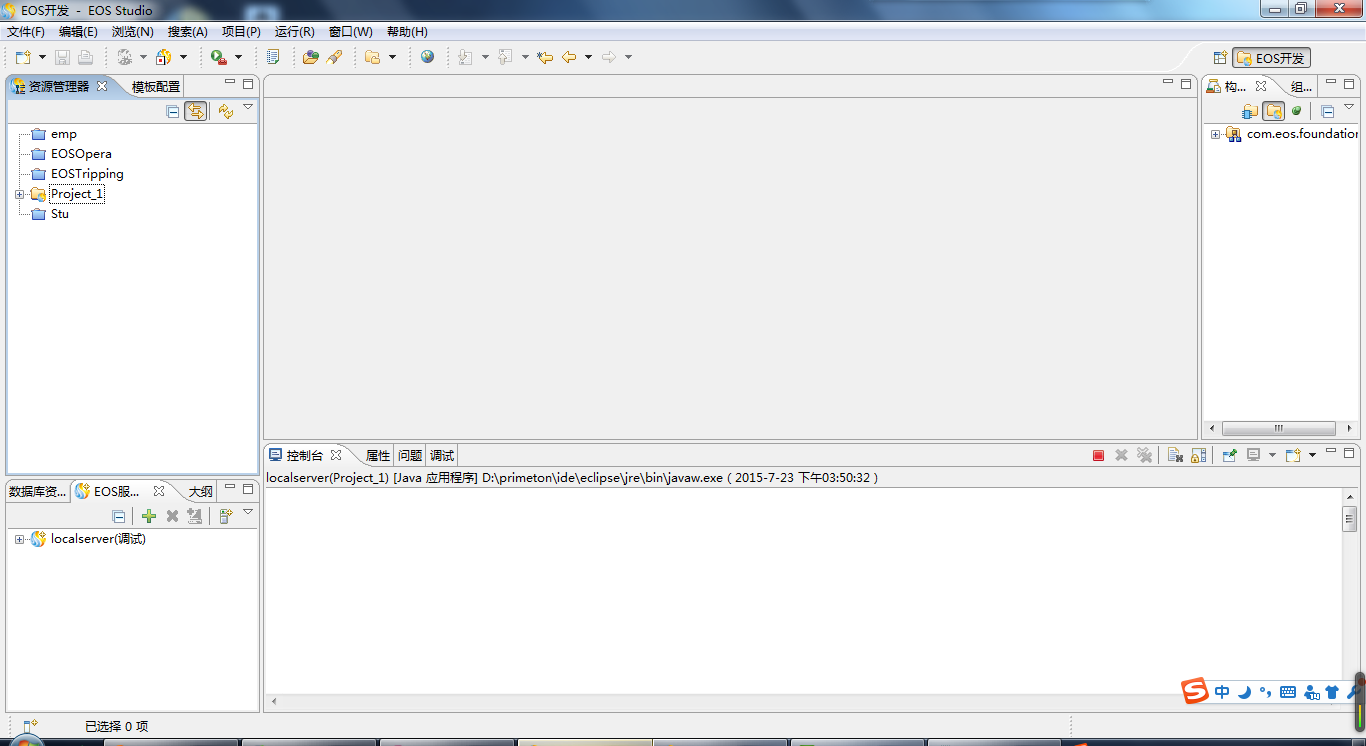 EOS开发 - EOS Studio
文件(F) 编辑(E) 浏览(N) 搜索(A) 项目(P) 运行(R) 窗口(W) 帮助(H)
EOS开发
资源管理器 模板配置
构... 组...
emp
EOSOpera
EOSTripping
Project_1
Stu
com.eos.foundation
控制台 属性 问题 调试
localserver(Project_1) [Java 应用程序] D:\primeton\ide\eclipse\jre\bin\javaw.exe ( 2015-7-23 下午03:50:32 )
数据库资... EOS服... 大纲
localserver(调试)
中
已选择 0 项